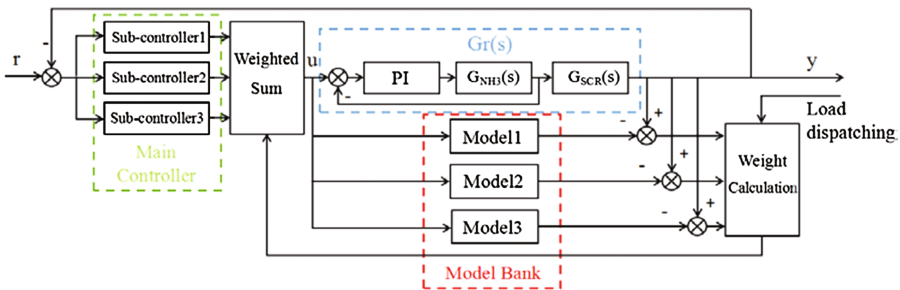 r
-
Sub-controller1
Sub-controller2
Sub-controller3
Main
Controller
Weighted
Sum
u
Gr(s)
-
PI
GNH3(s)
GSCR(s)
y
Load
dispatching
Model1
Model2
Model3
Model Bank
-
+
-
+
-
+
Weight
Calculation